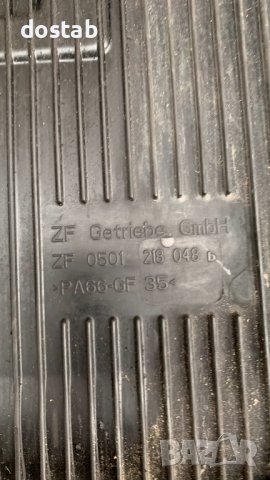 dostab
ZF Getriebe GmbH
ZF 0501 218 048 b
>PA66-GF 35<
BAZAR